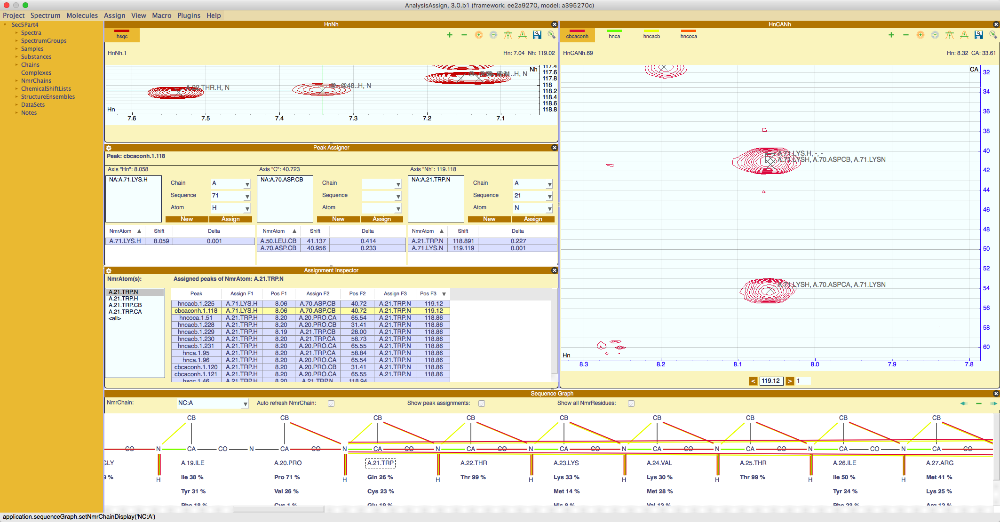 AnalysisAssign, 3.0.b1 (framework: ee2a9270, model: a395270c)
Project Spectrum Molecules Assign View Macro Plugins Help
Sec5Part4
Spectra
SpectrumGroups
Samples
Substances
Chains
Complexes
NmrChains
ChemicalShiftLists
StructureEnsembles
DataSets
Notes
HnNh
hsqc
HnNh.1
Hn: 7.04 Nh: 119.02
Nh
117.4
117.6
117.8
118
118.2
118.4
118.6
118.8
A.22.THR.H, N
@-.@48..H, N
Hn
7.6 7.5 7.4 7.3 7.2 7.1
Peak Assigner
Peak: cbcaconh.1.118
Axis "Hn": 8.058 Axis "C": 40.723 Axis "Nh": 119.118
NA:A.71.LYS.H NA:A.70.ASP.CB NA:A.21.TRP.N
Chain A Chain Chain A
Sequence 71 Sequence Sequence 21
Atom H Atom Atom N
New Assign New Assign New Assign
NmrAtom Shift Delta NmrAtom Shift Delta NmrAtom Shift Delta
A.71.LYS.H 8.059 0.001 A.50.LEU.CB 41.137 0.414 A.21.TRP.N 118.891 0.227
A.70.ASP.CB 40.956 0.233 A.71.LYS.N 119.119 0.001
Assignment Inspector
NmrAtom(s): Assigned peaks of NmrAtom: A.21.TRP.N
A.21.TRP.N
A.21.TRP.H
A.21.TRP.CB
A.21.TRP.CA
<all>
Peak Assign F1 Pos F1 Assign F2 Pos F2 Assign F3 Pos F3
hncacb.1.225 A.71.LYS.H 8.06 A.70.ASP.CB 40.72 A.21.TRP.N 119.12
cbcaconh.1.118 A.71.LYS.H 8.06 A.70.ASP.CB 40.72 A.21.TRP.N 119.12
hncoca.1.51 A.21.TRP.H 8.20 A.20.PRO.CA 65.54 A.21.TRP.N 118.86
hncacb.1.228 A.21.TRP.H 8.20 A.20.PRO.CB 31.41 A.21.TRP.N 118.86
hncacb.1.229 A.21.TRP.H 8.19 A.21.TRP.CB 28.00 A.21.TRP.N 118.86
hncacb.1.230 A.21.TRP.H 8.20 A.21.TRP.CA 58.73 A.21.TRP.N 118.86
hncacb.1.231 A.21.TRP.H 8.20 A.20.PRO.CA 65.55 A.21.TRP.N 118.86
hnca.1.95 A.21.TRP.H 8.20 A.21.TRP.CA 58.84 A.21.TRP.N 118.86
hnca.1.96 A.21.TRP.H 8.20 A.20.PRO.CA 65.54 A.21.TRP.N 118.86
cbcaconh.1.120 A.21.TRP.H 8.20 A.20.PRO.CB 31.41 A.21.TRP.N 118.86
cbcaconh.1.121 A.21.TRP.H 8.20 A.20.PRO.CA 65.55 A.21.TRP.N 118.86
hsqc.1.46 A.21.TRP.H 8.20 A.21.TRP.N 118.94
HnCANh
cbcaconh hnca hncacb hncoca
HnCANh.69
Hn: 8.32 CA: 33.61
CA
32
34
36
38
40
42
44
46
48
50
52
54
56
58
60
A.71.LYS.H, -, -
A.71.LYSH, A.70.ASPCB, A.71.LYSN
A.71.LYSH, A.70.ASPCA, A.71.LYSN
Hn
8.3 8.2 8.1 8.0 7.9 7.8
< 119.12 > 1
Sequence Graph
NmrChain: NC:A Auto refresh NmrChain: Show peak assignments: Show all NmrResidues:
CB CB CB CB CB CB CB CB CB
CO N CA CO N CA CO N CA CO N CA CO N CA CO N CA CO N CA CO N CA CO N CA CO
GLY A.19.ILE A.20.PRO A.21.TRP A.22.THR A.23.LYS A.24.VAL A.25.THR A.26.ILE A.27.ARG
9 % Ile 38 % Pro 71 % Gln 26 % Thr 99 % Lys 33 % Lys 30 % Thr 99 % Ile 50 % Met 41 %
H H H H H H H H
Tyr 31 % Val 26 % Cys 23 % Met 14 % Met 28 % Tyr 24 % Lys 25 %
Phe 18 % Cys 1 % Glu 19 % His 8 % Val 12 % Phe 23 % Arg 12 %
application.sequenceGraph.setNmrChainDisplay('NC:A')